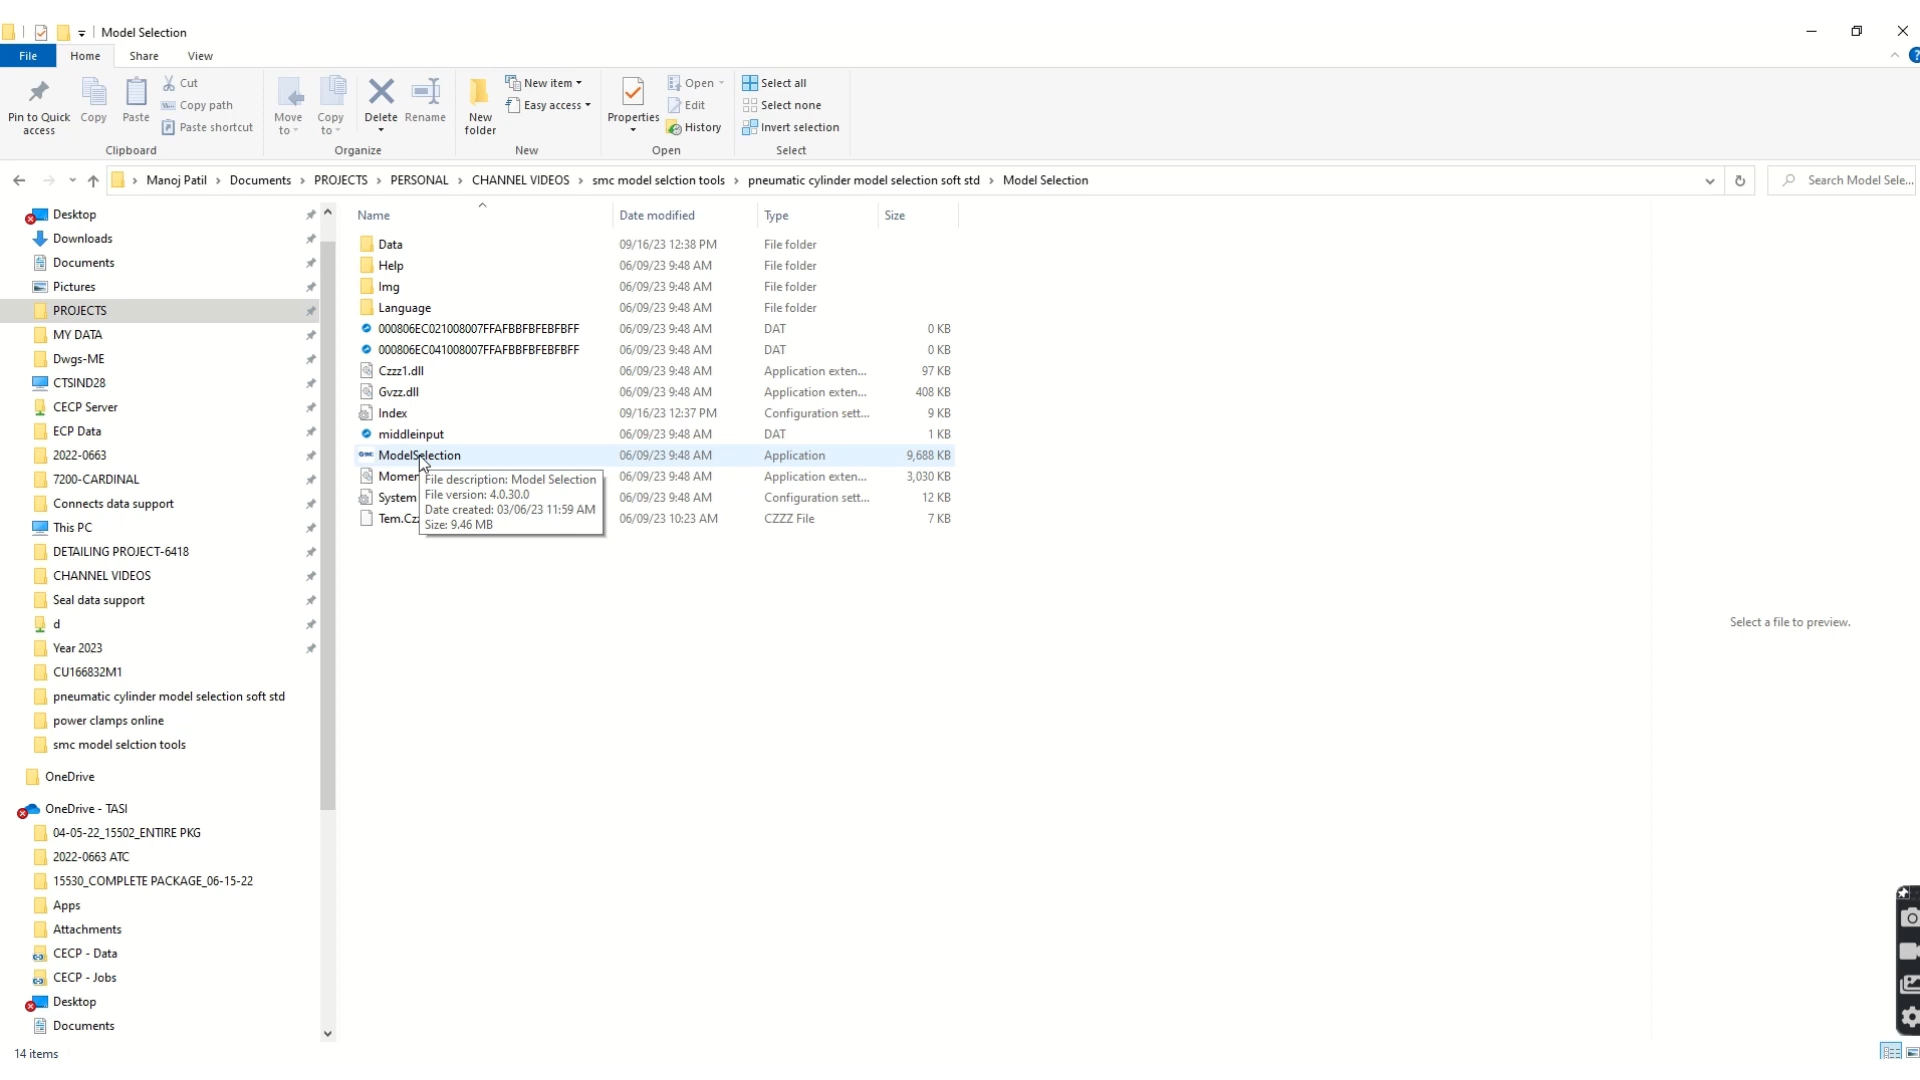 Model Selection
File Home Share View
Pin to Quick access
Copy
Paste
Cut
Copy path
Paste shortcut
Move to
Copy to
Delete
Rename
New folder
New item
Easy access
Properties
Open
Edit
History
Select all
Select none
Invert selection
Clipboard Organize New Open Select
Manoj Patil › Documents › PROJECTS › PERSONAL › CHANNEL VIDEOS › smc model selction tools › pneumatic cylinder model selection soft std › Model Selection
Search Model Sele...
Desktop
Downloads
Documents
Pictures
PROJECTS
MY DATA
Dwgs-ME
CTSIND28
CECP Server
ECP Data
2022-0663
7200-CARDINAL
Connects data support
This PC
DETAILING PROJECT-6418
CHANNEL VIDEOS
Seal data support
d
Year 2023
CU166832M1
pneumatic cylinder model selection soft std
power clamps online
smc model selction tools
OneDrive
OneDrive - TASI
04-05-22_15502_ENTIRE PKG
2022-0663 ATC
15530_COMPLETE PACKAGE_06-15-22
Apps
Attachments
CECP - Data
CECP - Jobs
Desktop
Documents
Name Date modified Type Size
Data 09/16/23 12:38 PM File folder
Help 06/09/23 9:48 AM File folder
Img 06/09/23 9:48 AM File folder
Language 06/09/23 9:48 AM File folder
000806EC021008007FFAFBBFBFEBFBFF 06/09/23 9:48 AM DAT 0 KB
000806EC041008007FFAFBBFBFEBFBFF 06/09/23 9:48 AM DAT 0 KB
Czzz1.dll 06/09/23 9:48 AM Application exten... 97 KB
Gvzz.dll 06/09/23 9:48 AM Application exten... 408 KB
Index 09/16/23 12:37 PM Configuration sett... 9 KB
middleinput 06/09/23 9:48 AM DAT 1 KB
ModelSelection 06/09/23 9:48 AM Application 9,688 KB
Momen 06/09/23 9:48 AM Application exten... 3,030 KB
System 06/09/23 9:48 AM Configuration sett... 12 KB
Tem.Cz 06/09/23 10:23 AM CZZZ File 7 KB
File description: Model Selection
File version: 4.0.30.0
Date created: 03/06/23 11:59 AM
Size: 9.46 MB
Select a file to preview.
14 items